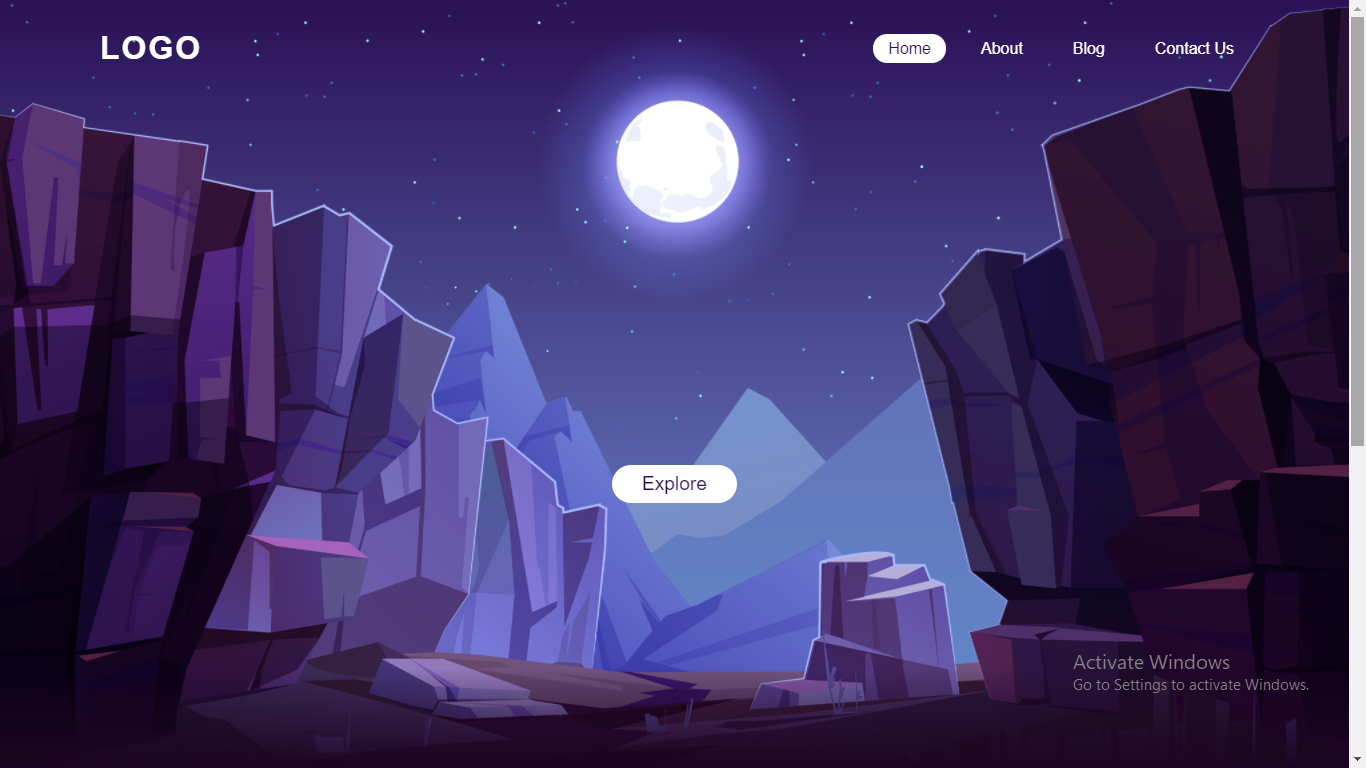 LOGO
Home About Blog Contact Us
Explore
Activate Windows
Go to Settings to activate Windows.